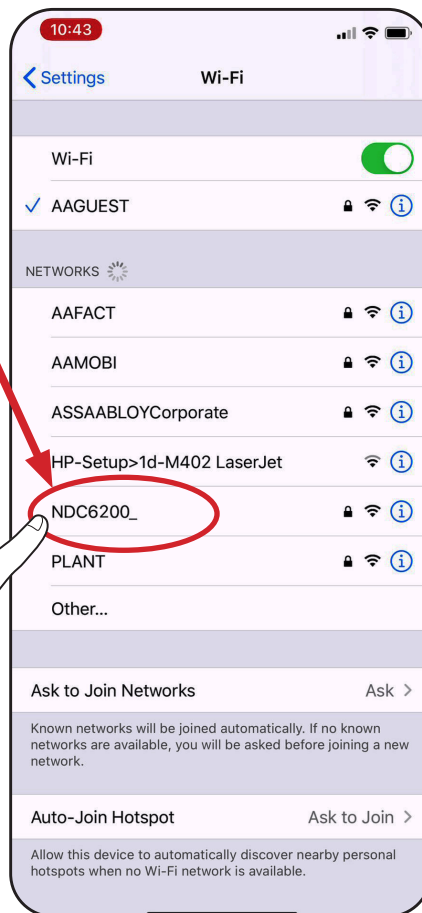 10:43
Settings
Wi-Fi
Wi-Fi
AAGUEST
NETWORKS
AAFACT
AAMOBI
ASSAABLOYCorporate
HP-Setup>1d-M402 LaserJet
NDC6200_
PLANT
Other...
Ask to Join Networks Ask
Known networks will be joined automatically. If no known
networks are available, you will be asked before joining a new
network.
Auto-Join Hotspot Ask to Join
Allow this device to automatically discover nearby personal
hotspots when no Wi-Fi network is available.